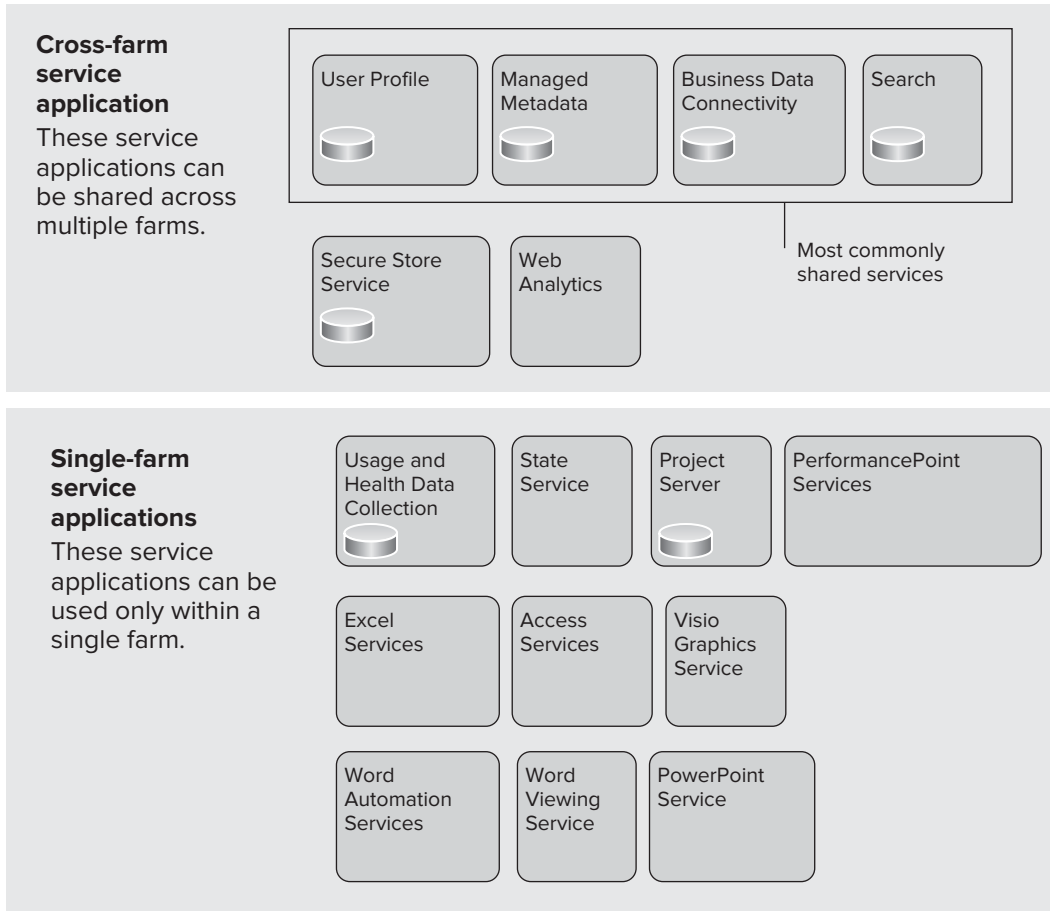 Cross-farm
service
application
These service
applications can
be shared across
multiple farms.
User Profile
Managed
Metadata
Business Data
Connectivity
Search
Most commonly
shared services
Secure Store
Service
Web
Analytics
Single-farm
service
applications
These service
applications can be
used only within a
single farm.
Usage and
Health Data
Collection
State
Service
Project
Server
PerformancePoint
Services
Excel
Services
Access
Services
Visio
Graphics
Service
Word
Automation
Services
Word
Viewing
Service
PowerPoint
Service